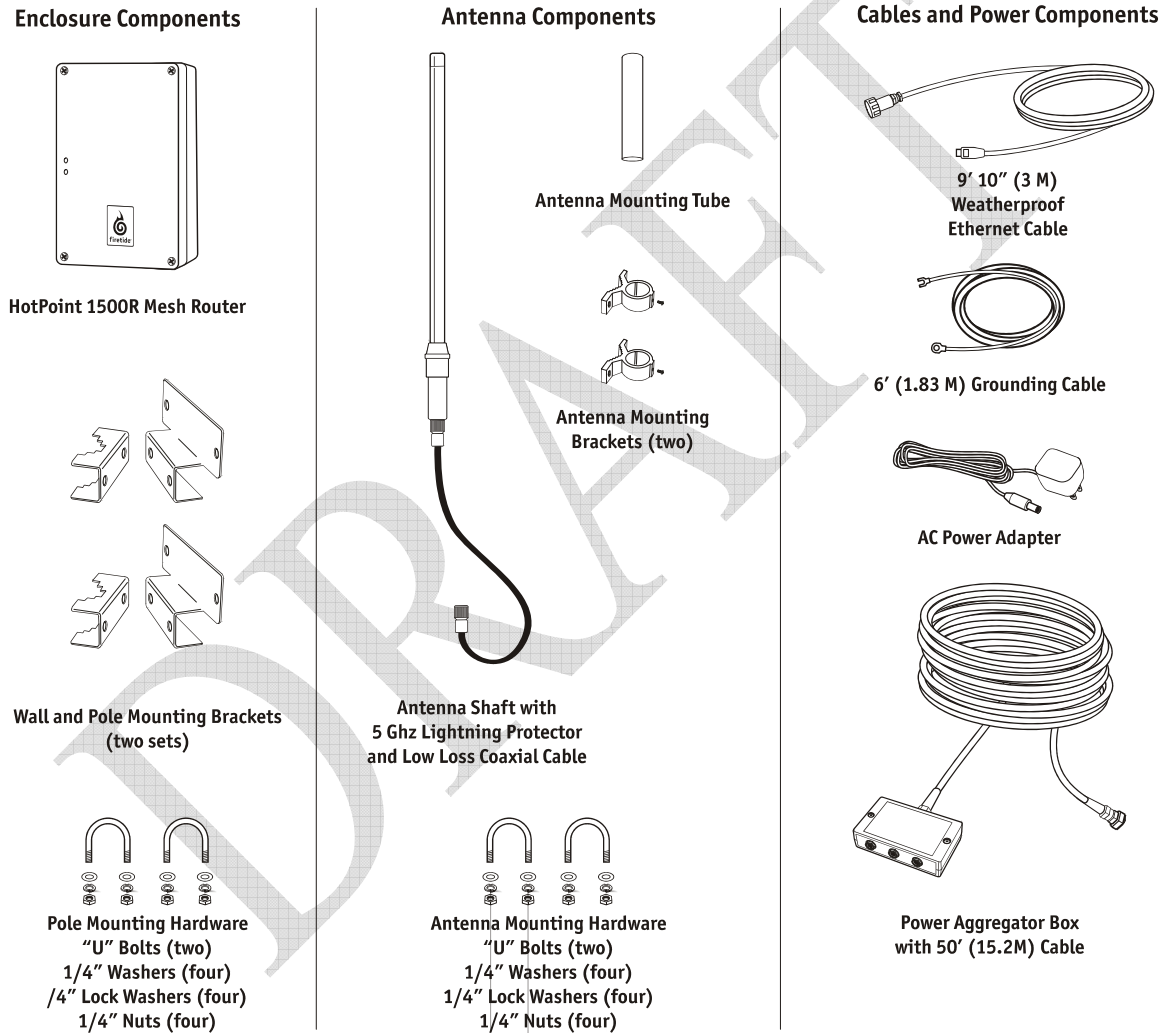 Enclosure Components
firetide
HotPoint 1500R Mesh Router
Wall and Pole Mounting Brackets
(two sets)
Pole Mounting Hardware
“U” Bolts (two)
1/4” Washers (four)
/4” Lock Washers (four)
1/4” Nuts (four)
Antenna Components
Antenna Mounting Tube
Antenna Mounting
Brackets (two)
Antenna Shaft with
5 Ghz Lightning Protector
and Low Loss Coaxial Cable
Antenna Mounting Hardware
“U” Bolts (two)
1/4” Washers (four)
1/4” Lock Washers (four)
1/4” Nuts (four)
Cables and Power Components
9’ 10” (3 M)
Weatherproof
Ethernet Cable
6’ (1.83 M) Grounding Cable
AC Power Adapter
Power Aggregator Box
with 50’ (15.2M) Cable
DRAFT